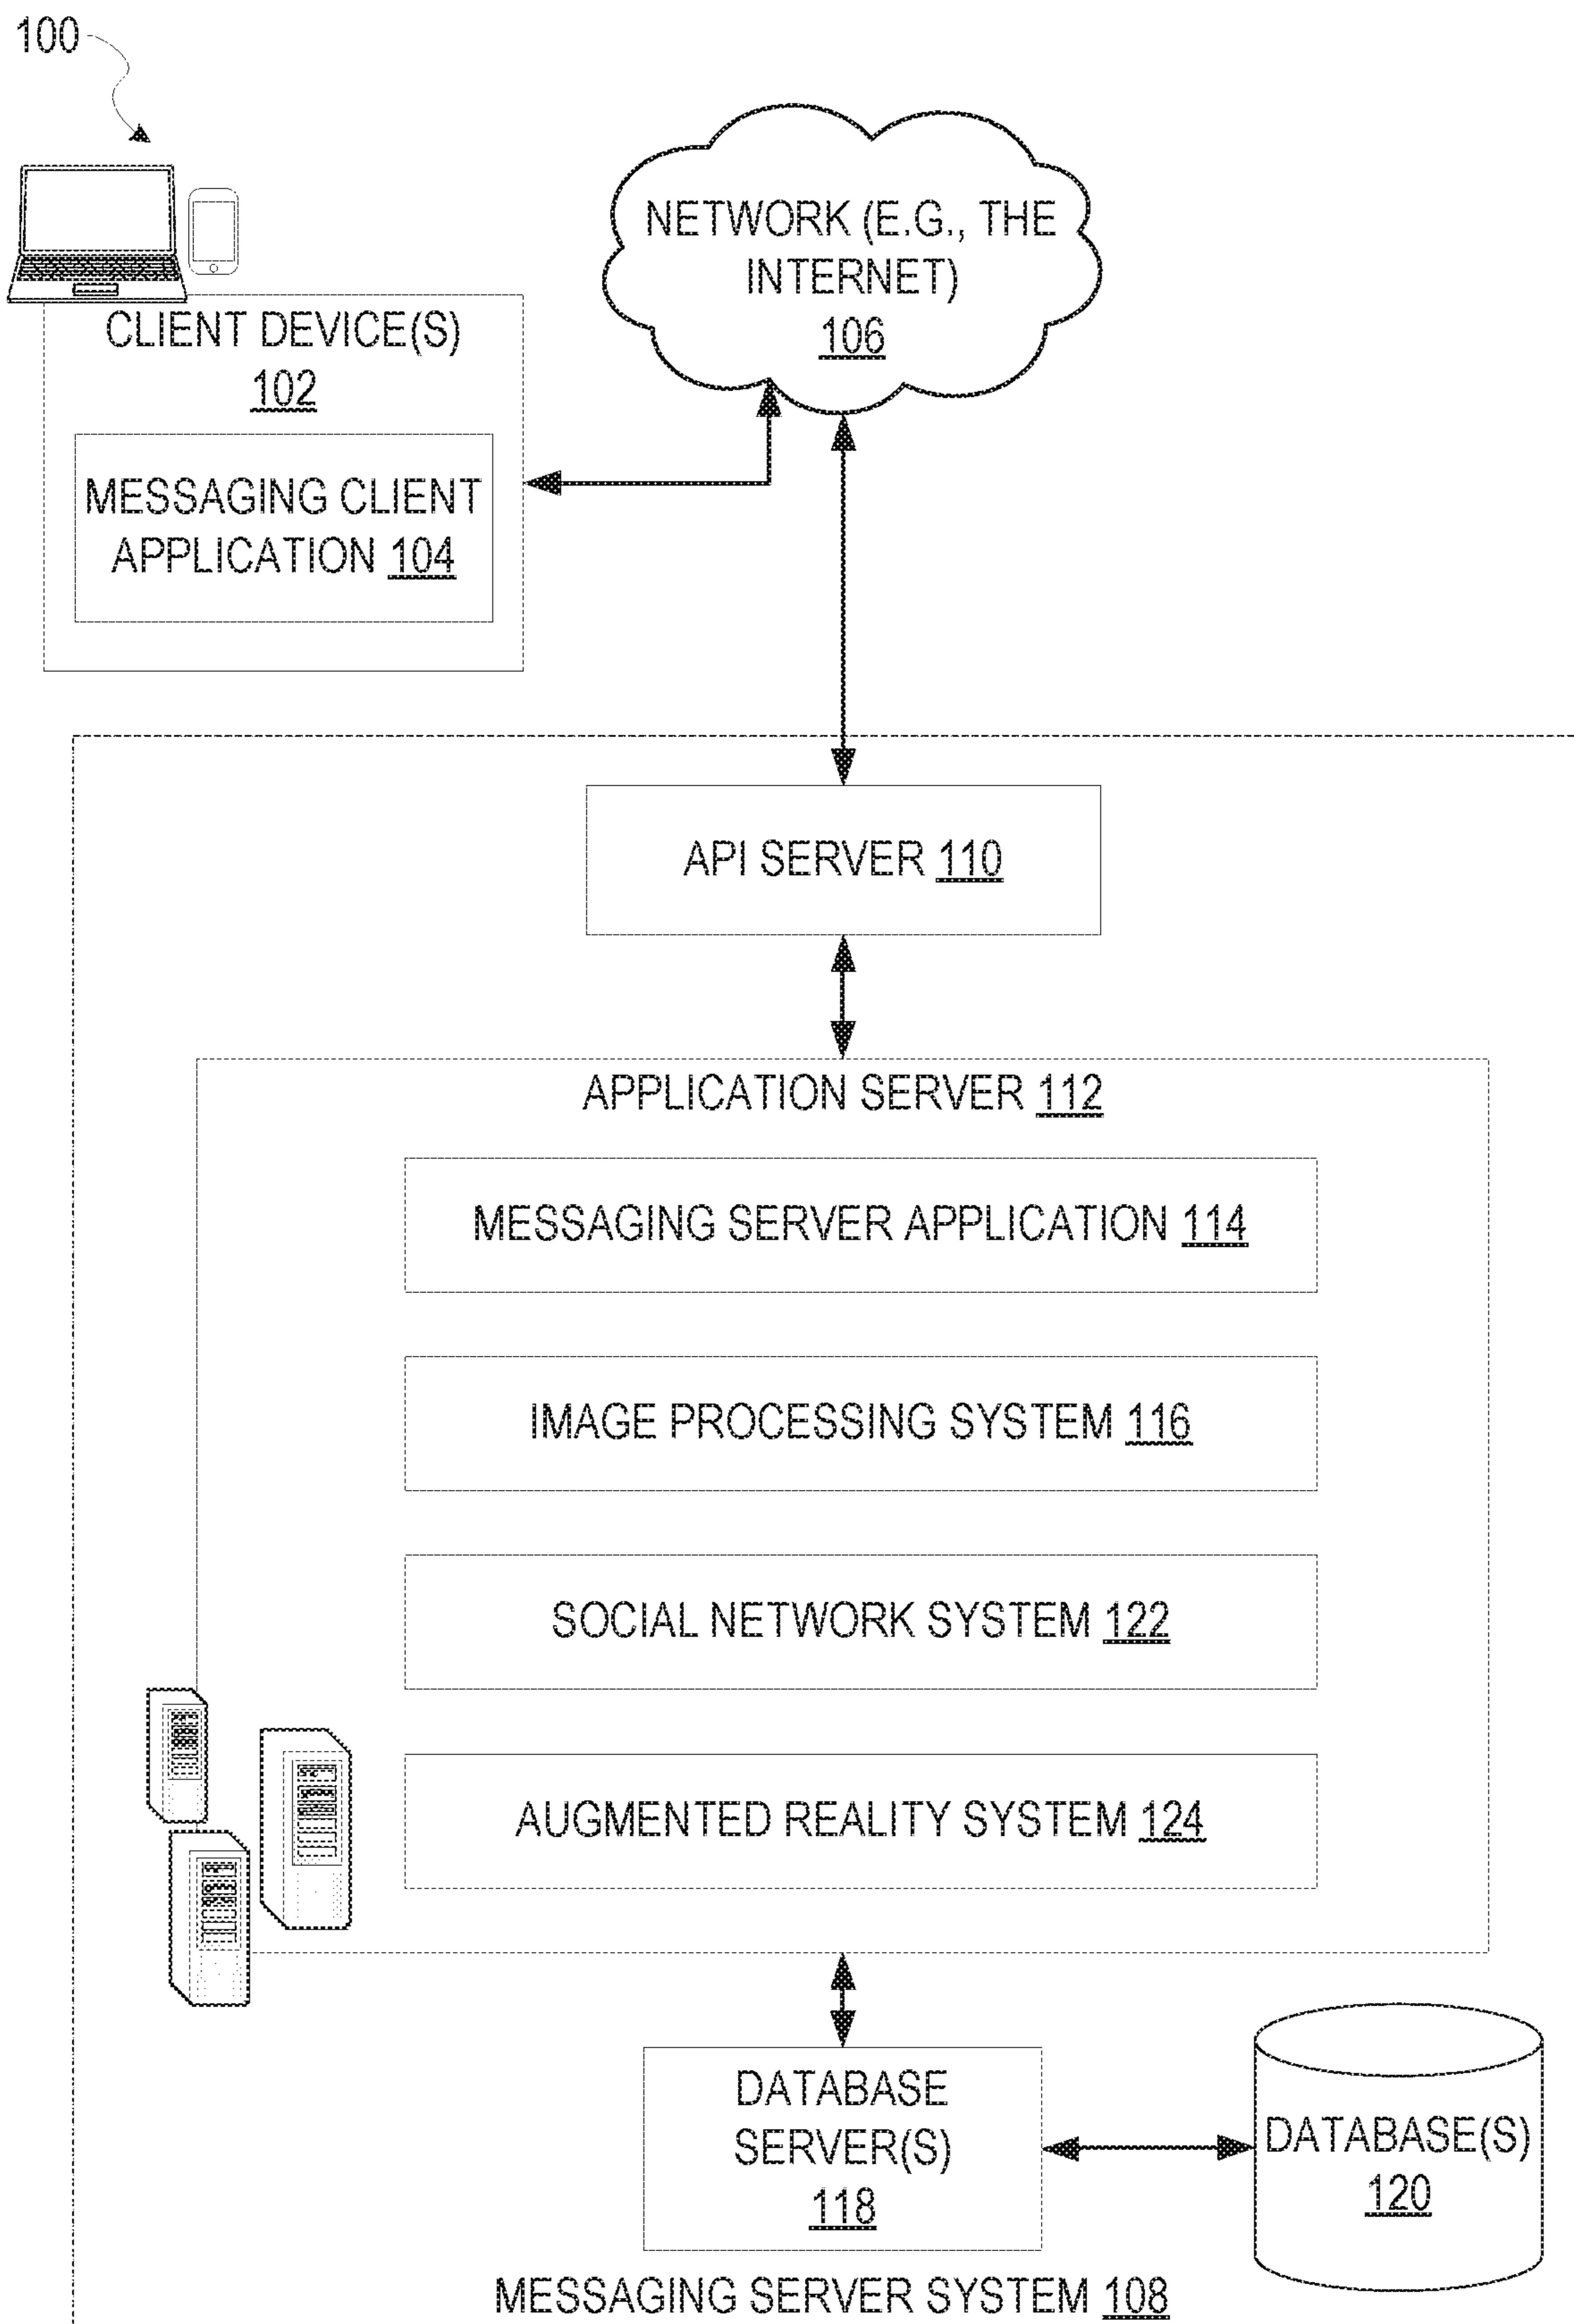 100
NETWORK (E.G., THE
INTERNET)
106
CLIENT DEVICE(S)
102
MESSAGING CLIENT
APPLICATION 104
API SERVER 110
APPLICATION SERVER 112
MESSAGING SERVER APPLICATION 114
IMAGE PROCESSING SYSTEM 116
SOCIAL NETWORK SYSTEM 122
AUGMENTED REALITY SYSTEM 124
DATABASE
SERVER(S)
118
DATABASE(S)
120
MESSAGING SERVER SYSTEM 108